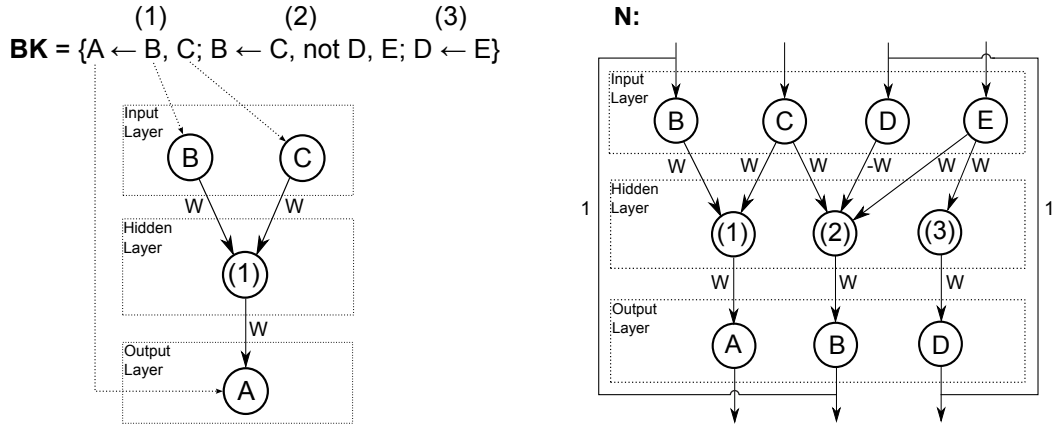 (1) (2) (3)
BK = {A ← B, C; B ← C, not D, E; D ← E}
Input
Layer
B C
W W
Hidden
Layer
(1)
W
Output
Layer
A
N:
Input
Layer
B C D E
W W W -W W W
1 1
Hidden
Layer
(1) (2) (3)
W W W
Output
Layer
A B D